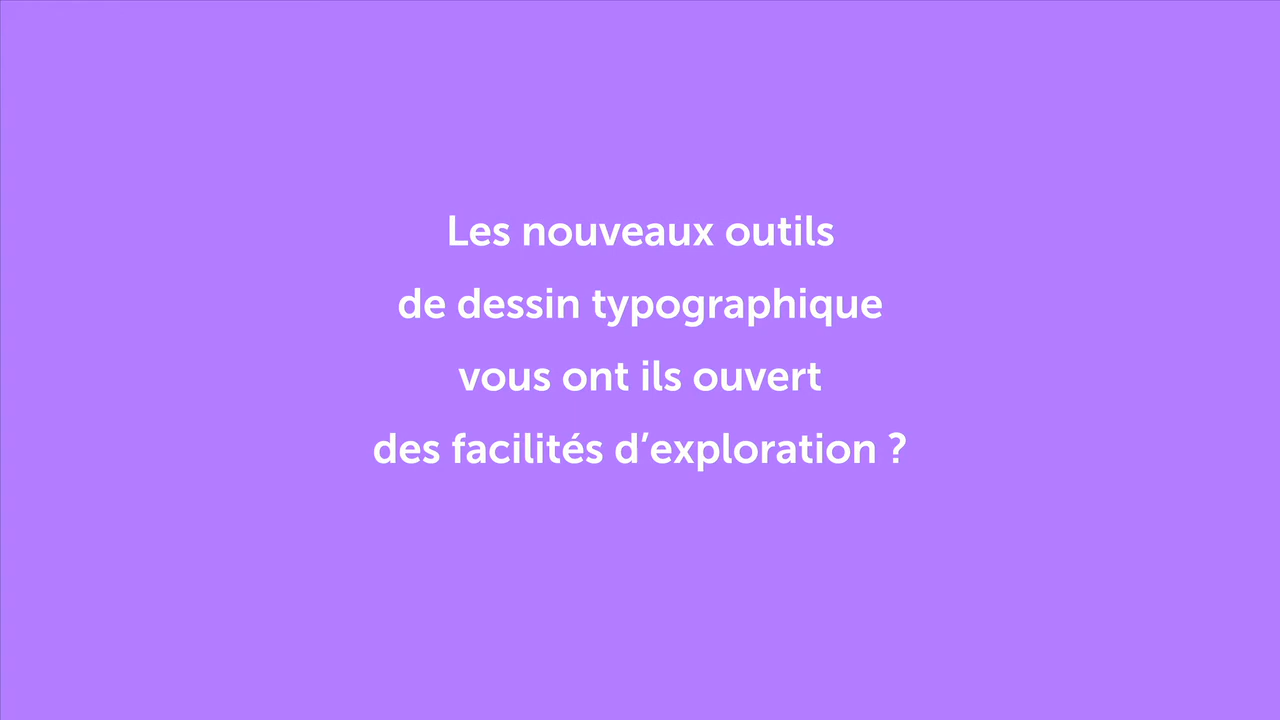 Les nouveaux outils
de dessin typographique
vous ont ils ouvert
des facilités d’exploration ?